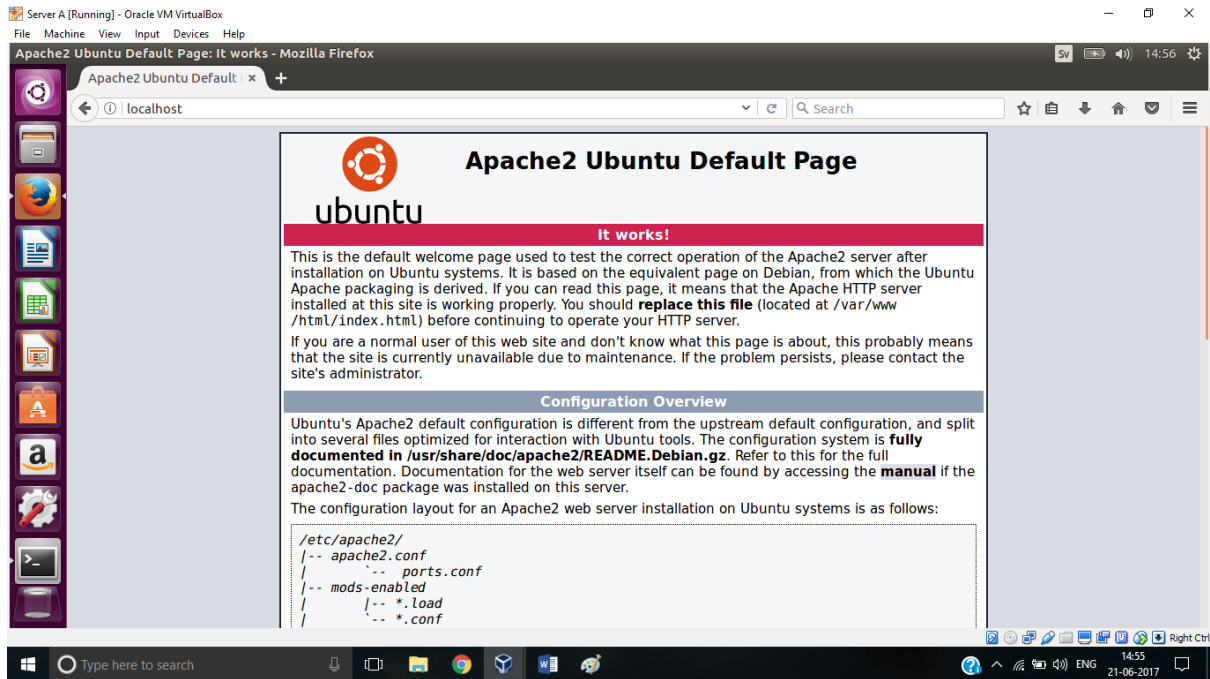 Server A [Running] - Oracle VM VirtualBox
File Machine View Input Devices Help
Apache2 Ubuntu Default Page: It works - Mozilla Firefox
Sv
14:56
Apache2 Ubuntu Default
localhost
Search
ubuntu
Apache2 Ubuntu Default Page
It works!
This is the default welcome page used to test the correct operation of the Apache2 server after
installation on Ubuntu systems. It is based on the equivalent page on Debian, from which the Ubuntu
Apache packaging is derived. If you can read this page, it means that the Apache HTTP server
installed at this site is working properly. You should replace this file (located at /var/www
/html/index.html) before continuing to operate your HTTP server.
If you are a normal user of this web site and don't know what this page is about, this probably means
that the site is currently unavailable due to maintenance. If the problem persists, please contact the
site's administrator.
Configuration Overview
Ubuntu's Apache2 default configuration is different from the upstream default configuration, and split
into several files optimized for interaction with Ubuntu tools. The configuration system is fully
documented in /usr/share/doc/apache2/README.Debian.gz. Refer to this for the full
documentation. Documentation for the web server itself can be found by accessing the manual if the
apache2-doc package was installed on this server.
The configuration layout for an Apache2 web server installation on Ubuntu systems is as follows:
/etc/apache2/
|-- apache2.conf
|       `--  ports.conf
|-- mods-enabled
|       |-- *.load
|       `-- *.conf
Right Ctrl
Type here to search
ENG
14:55
21-06-2017